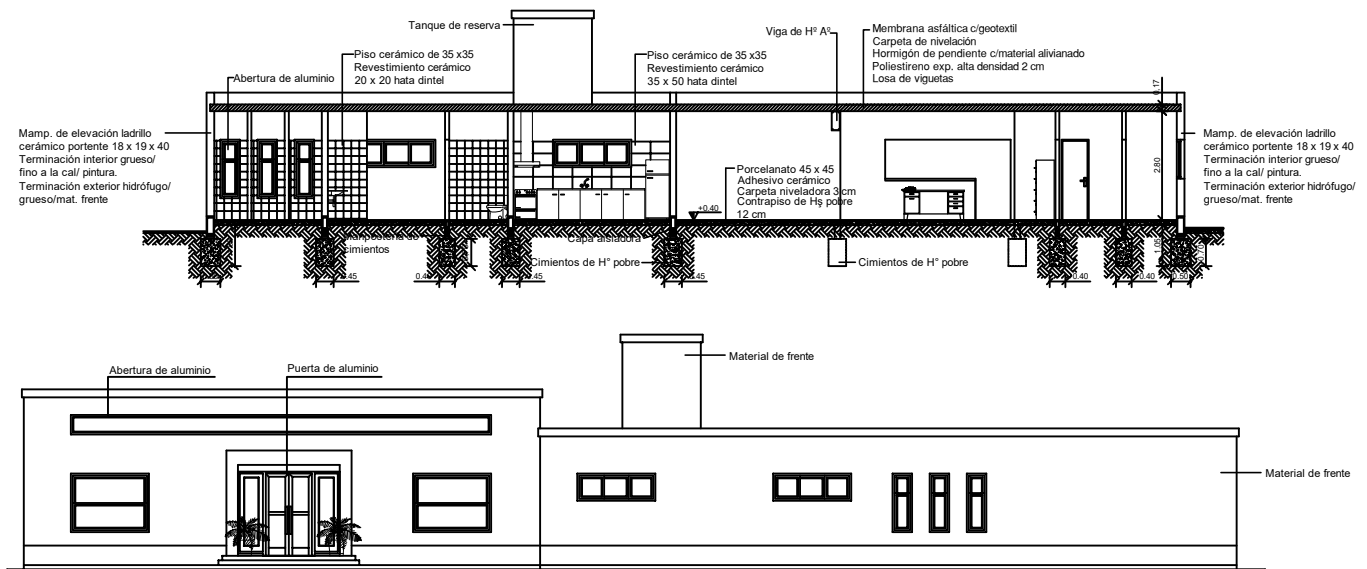 Tanque de reserva
Viga de Hº Aº
Membrana asfáltica c/geotextil
Carpeta de nivelación
Hormigón de pendiente c/material alivianado
Poliestireno exp. alta densidad 2 cm
Losa de viguetas
Piso cerámico de 35 x35
Revestimiento cerámico
20 x 20 hata dintel
Piso cerámico de 35x35
Revestimiento cerámico
35 x 50 hata dintel
Abertura de aluminio
0.17
Mamp. de elevación ladrillo
cerámico portente 18 x 19 x 40
Terminación interior grueso/
fino a la cal/ pintura.
Terminación exterior hidrófugo/
grueso/mat. frente
Mamp. de elevación ladrillo
cerámico portente 18 x 19 x 40
Terminación interior grueso/
fino a la cal/ pintura.
Terminación exterior hidrófugo/
grueso/mat. frente
2.80
Porcelanato 45 x 45
Adhesivo cerámico
Carpeta niveladora 3 cm
Contrapiso de Hş pobre
12 cm
+0.40
Mampostería de
cimientos
Capa aisladora
Cimientos de H° pobre
Cimientos de H° pobre
1.05
0.70
.45
0.40
.45
.45
0.40
0.40
0.50
Material de frente
Abertura de aluminio
Puerta de aluminio
Material de frente